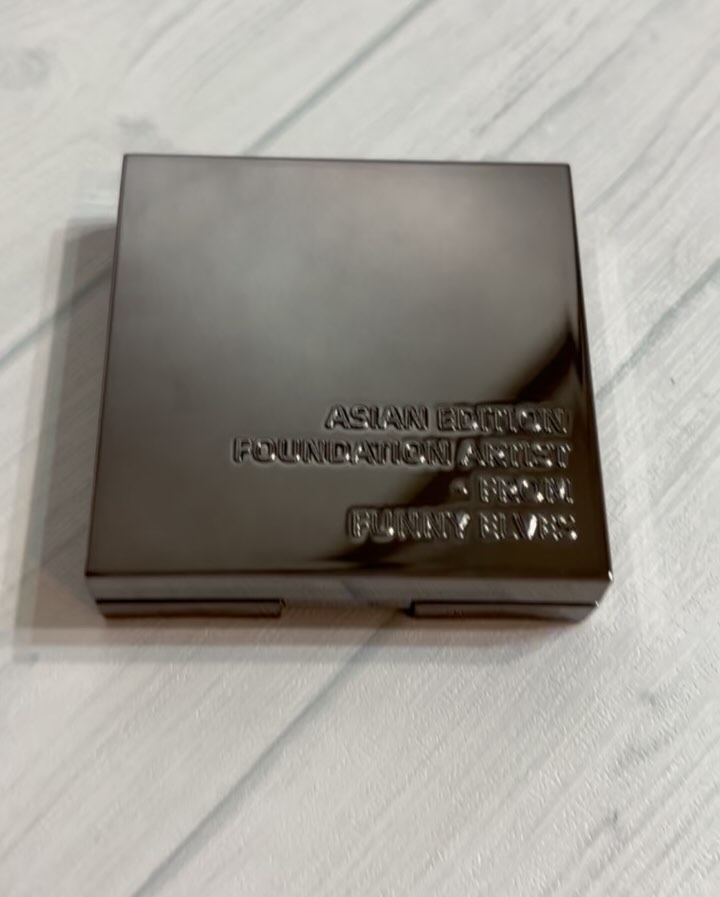 ASIAN EDITION
FOUNDATION ARTIST
- FROM
FUNNY ELVES